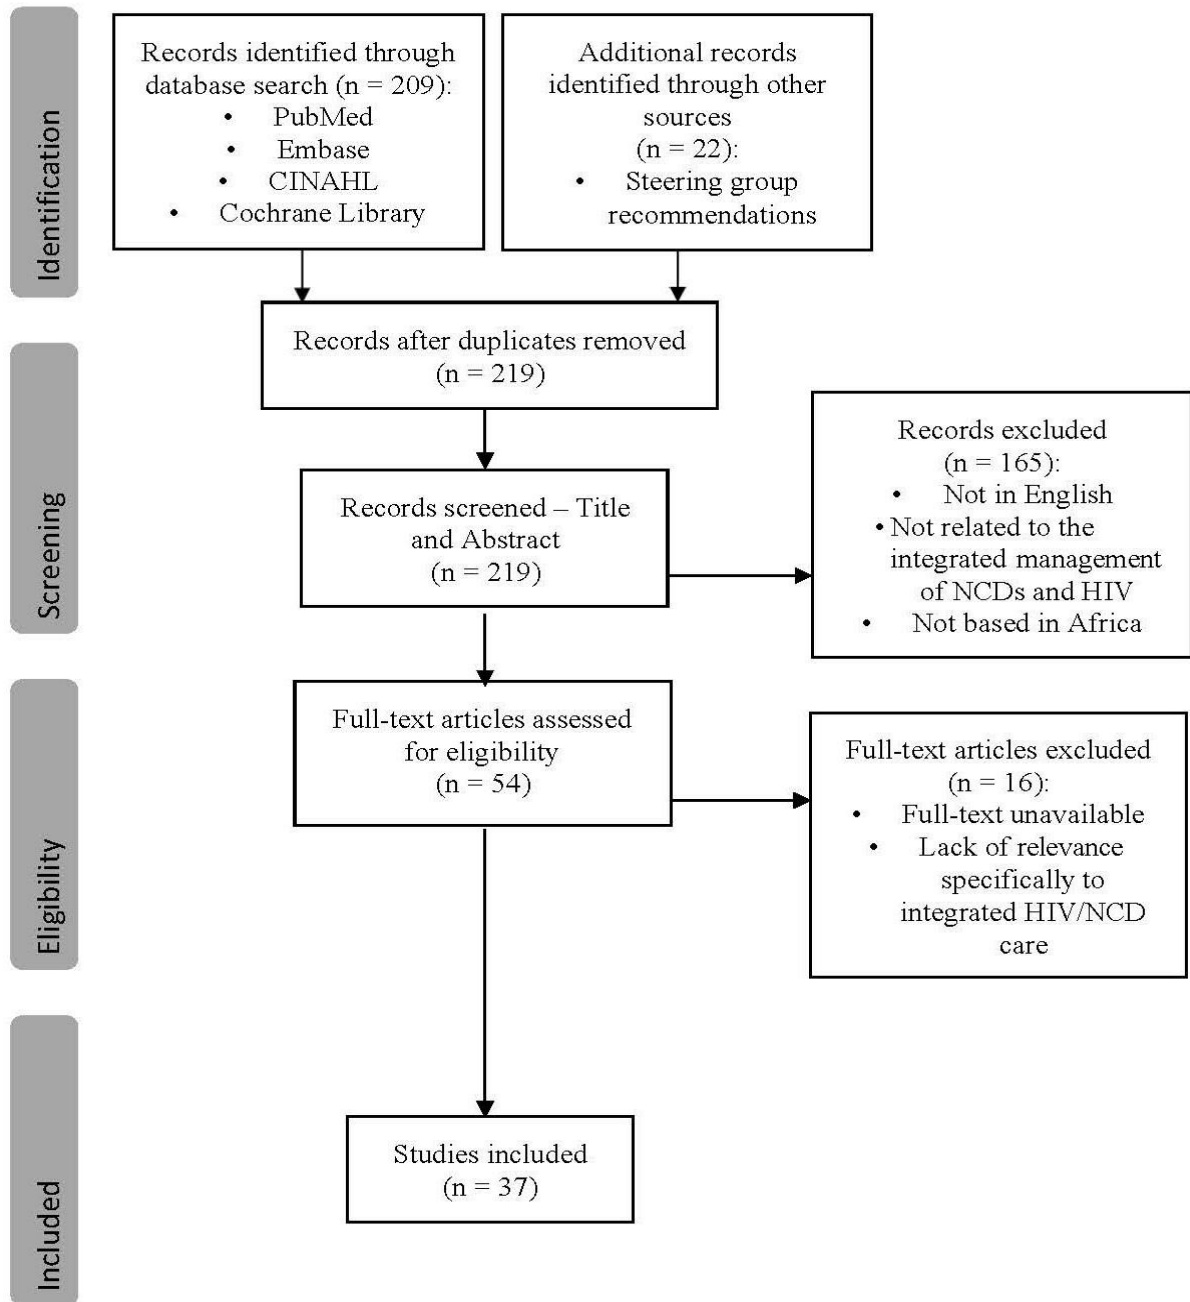 Identification
Records identified through
database search (n = 209):
• PubMed
• Embase
• CINAHL
• Cochrane Library
Additional records
identified through other
sources
(n = 22):
• Steering group
recommendations
Records after duplicates removed
(n = 219)
Screening
Records screened – Title
and Abstract
(n = 219)
Records excluded
(n = 165):
• Not in English
• Not related to the
integrated management
of NCDs and HIV
• Not based in Africa
Eligibility
Full-text articles assessed
for eligibility
(n = 54)
Full-text articles excluded
(n = 16):
• Full-text unavailable
• Lack of relevance
specifically to
integrated HIV/NCD
care
Included
Studies included
(n = 37)